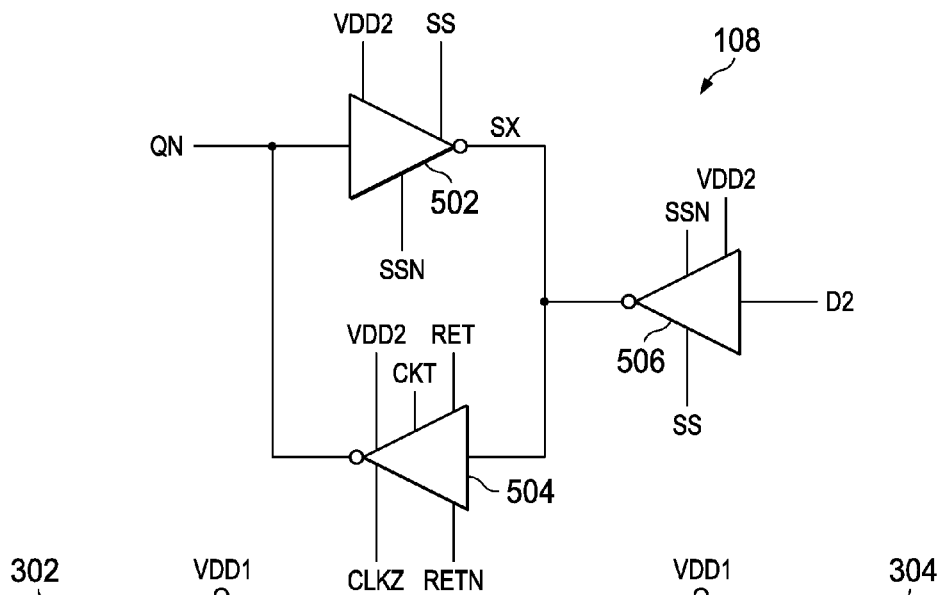 VDD2 SS
108
QN
SX
502
VDD2
SSN
SSN
D2
VDD2 RET
506
CKT
SS
504
302 VDD1 CLKZ RETN VDD1 304